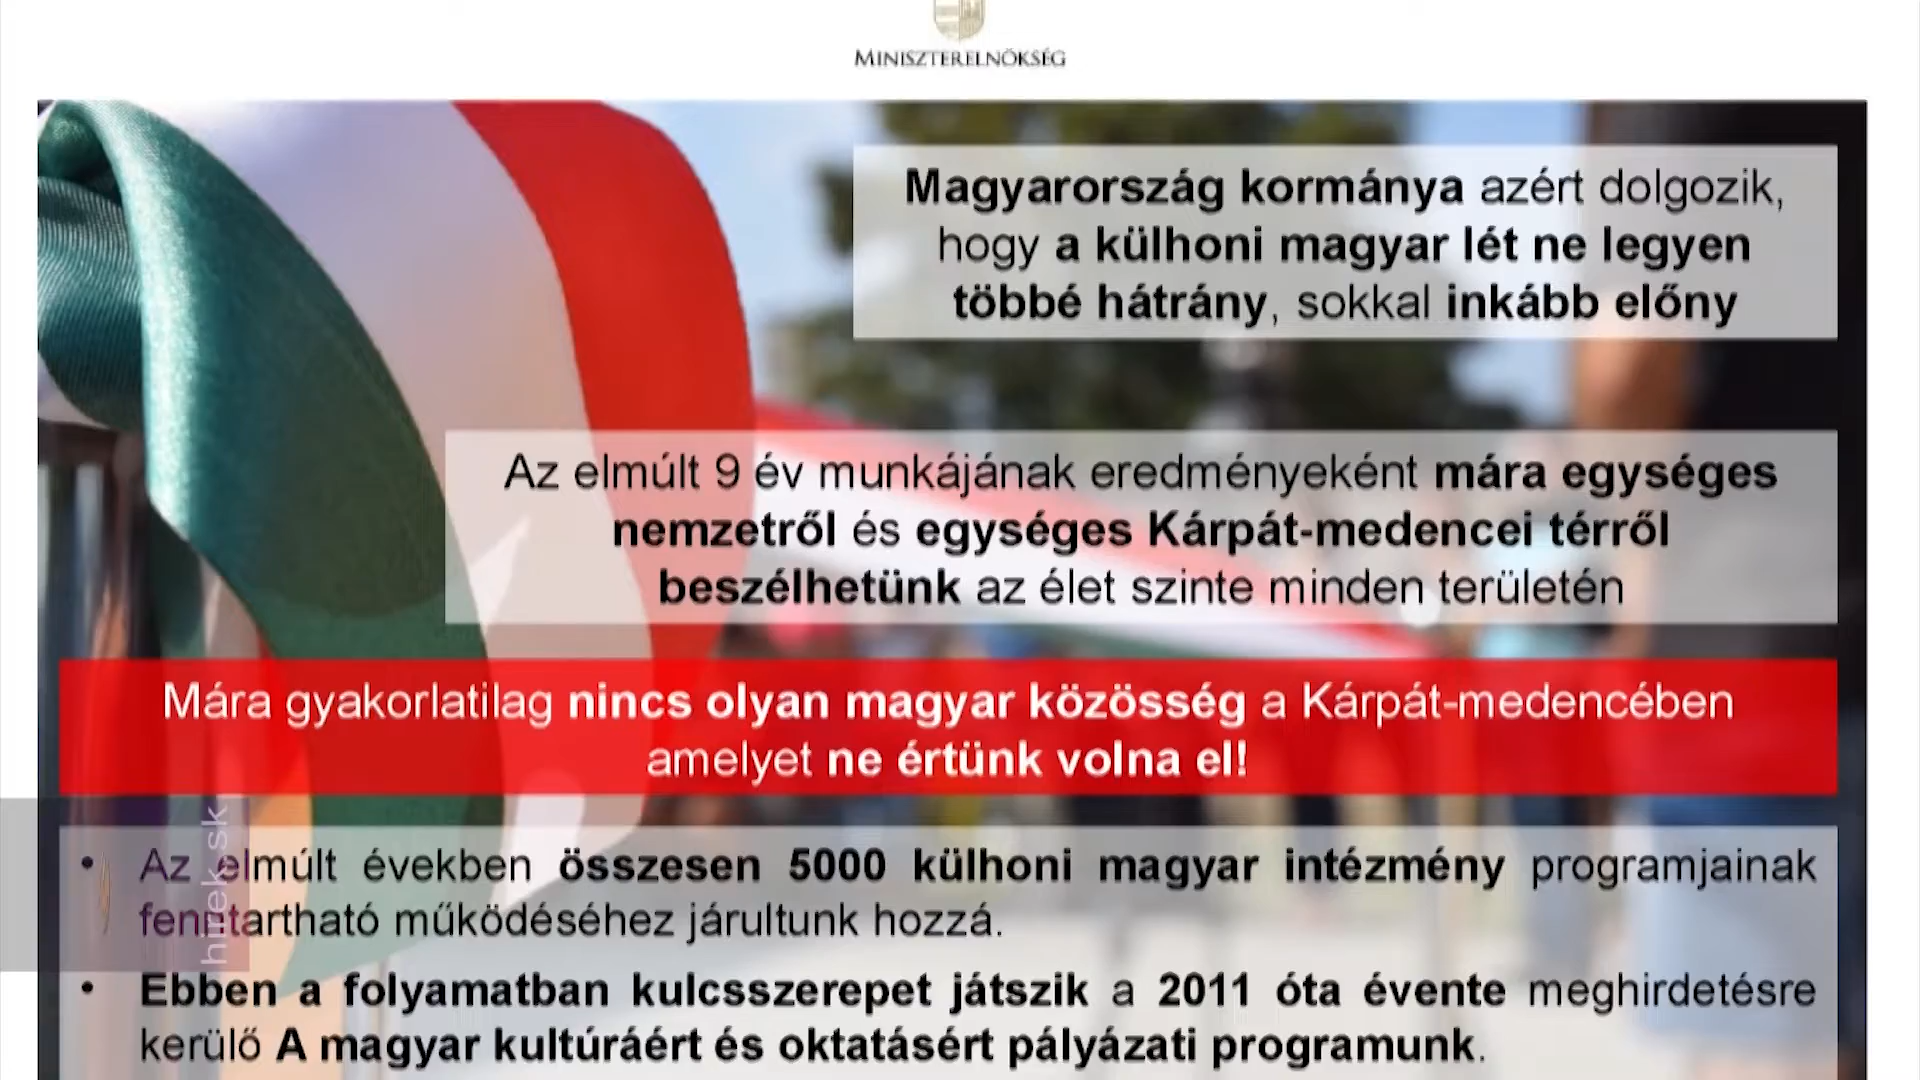 MINISZTERELNÖKSÉG
Magyarország kormánya azért dolgozik,
hogy a külhoni magyar lét ne legyen
többé hátrány, sokkal inkább előny
Az elmúlt 9 év munkájának eredményeként mára egységes
nemzetről és egységes Kárpát-medencei térről
beszélhetünk az élet szinte minden területén
Mára gyakorlatilag nincs olyan magyar közösség a Kárpát-medencében
amelyet ne értünk volna el!
• Az elmúlt években összesen 5000 külhoni magyar intézmény programjainak
fenntartható működéséhez járultunk hozzá.
• Ebben a folyamatban kulcsszerepet játszik a 2011 óta évente meghirdetésre
kerülő A magyar kultúráért és oktatásért pályázati programunk.
hirek.sk